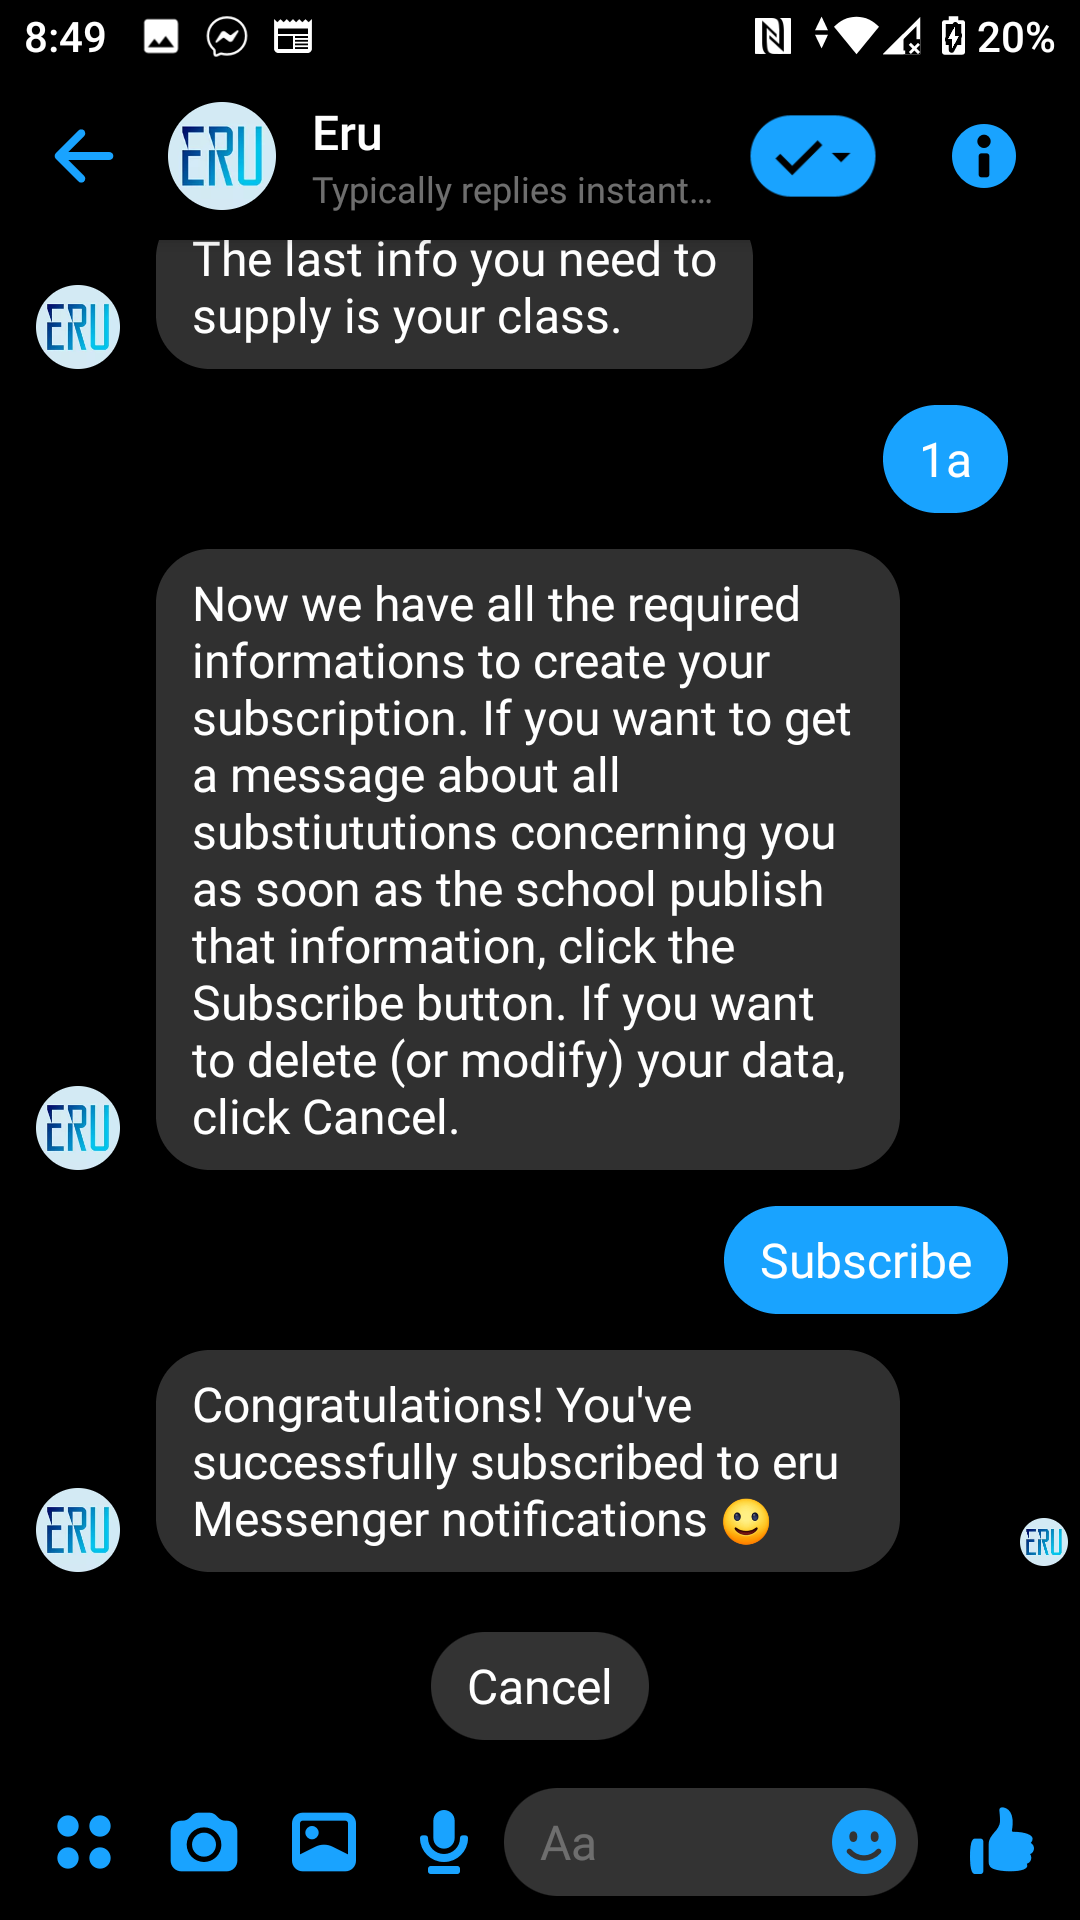 8:49
20%
ERU
Eru
Typically replies instant...
The last info you need to
supply is your class.
ERU
1a
Now we have all the required
informations to create your
subscription. If you want to get
a message about all
substiututions concerning you
as soon as the school publish
that information, click the
Subscribe button. If you want
to delete (or modify) your data,
click Cancel.
ERU
Subscribe
Congratulations! You've
successfully subscribed to eru
Messenger notifications 🙂
ERU
ERU
Cancel
Aa